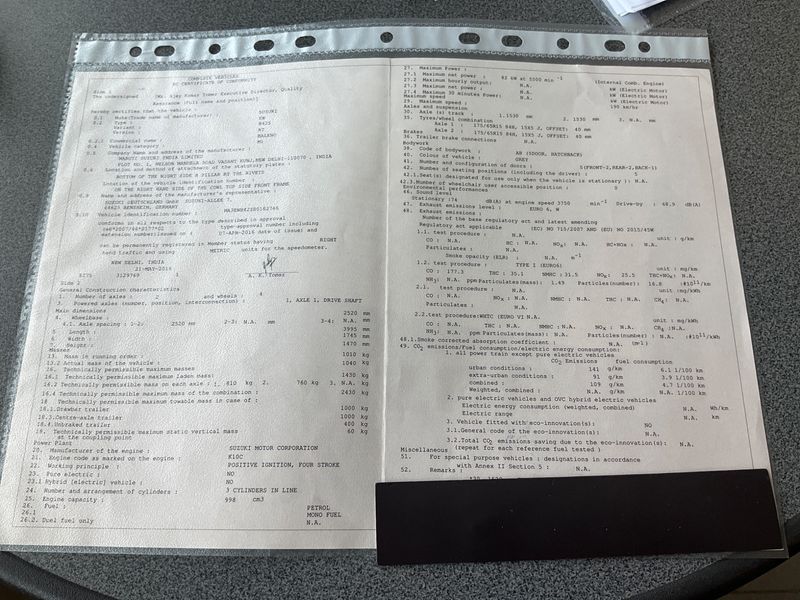 COMPLETE VEHICLES
EC CERTIFICATE OF CONFORMITY
Side 1
The undersigned [Mr. Ajay Kumar Tomer Executive Director, Quality
Assurance (Full name and position)]
hereby certifies that the vehicle :
0.1 Make(Trade name of manufacturer) : SUZUKI
0.2 Type : EW
Variant :
Version :
0.2.1 Commercial name : BALENO
0.4 Vehicle category : M1
0.5 Company Name and address of the manufacturer :
MARUTI SUZUKI INDIA LIMITED
PLOT NO. 1, NELSON MANDELA ROAD VASANT KUNJ, NEW DELHI-110070 , INDIA
Location and method of attachment of the statutory plates :
BOTTOM OF THE RIGHT SIDE B PILLAR BY THE RIVETS
Location of the vehicle identification number :
ON THE RIGHT SIDE OF THE COWL TOP SIDE FRONT FRAME
0.9 Name and address of the manufacturer's representative :
SUZUKI DEUTSCHLAND GMBH SUZUKI-ALLEE 7,
64625 BENSHEIM, GERMANY
0.10 Vehicle identification number :
conforms in all respects to the type described in approval
type-approval number including
extension number)issued on : 07-APR-2016 date of issue) and
can be permanently registered in Member states having RIGHT
hand traffic and using METRIC units for the speedometer.
NEW DELHI, INDIA
21-MAY-2016
3129769 A. K. Tomer
Side 2
General Construction characteristics
1. Number of axles : 2 and wheels : 4
3. Powered axles (number, position, interconnection) : 1, AXLE 1, DRIVE SHAFT
Main dimensions
4. Wheelbase : 2520 mm
4.1. Axle spacing : 1-2: 2520 mm 2-3: N.A. mm 3-4: N.A. mm
5. Length : 3995 mm
6. Width : 1745 mm
7. Height : 1470 mm
Masses
13. Mass in running order : 1010 kg
13.2 Actual mass of the vehicle : 1040 kg
16. Technically permissible maximum masses
16.1 Technically permissible maximum laden mass: 1430 kg
16.2 Technically permissible mass on each axle : 1. 810 kg 2. 760 kg 3. N.A. kg
16.4 Technically permissible maximum mass of the combination : 2430 kg
18 Technically permissible maximum towable mass in case of :
18.1.Drawbar trailer 1000 kg
18.3.Centre-axle trailer 1000 kg
18.4.Unbraked trailer 400 kg
19. Technically permissible maximum static vertical mass 60 kg
at the coupling point
Power Plant
20. Manufacturer of the engine : SUZUKI MOTOR CORPORATION
21. Engine code as marked on the engine : K10C
22. Working principle : POSITIVE IGNITION, FOUR STROKE
23. Pure electric : NO
23.1 Hybrid [electric] vehicle : NO
24. Number and arrangement of cylinders : 3 CYLINDERS IN LINE
25. Engine capacity : 998 cm3
26. Fuel : PETROL
26.1 MONO FUEL
26.2. Duel fuel only N.A.
27. Maximum Power :
27.1 Maximum net power : 82 kW at 5500 min⁻¹ (Internal Comb. Engine)
27.2 Maximum hourly output: N.A. kW (Electric Motor)
27.3 Maximum net power : N.A. kW (Electric Motor)
27.4 Maximum 30 minutes Power: N.A. kW (Electric Motor)
Maximum speed
29. Maximum speed : 190 km/hr
Axles and suspension
30. Axle (s) track : 1.1530 mm 2. 1530 mm 3. N.A. mm
35. Tyres/wheel combination
Axle 1 : 175/65R15 84H, 15X5 J, OFFSET: 40 mm
Axle 2 : 175/65R15 84H, 15X5 J, OFFSET: 40 mm
Brakes
36. Trailer brake connections N.A.
Bodywork
38. Code of bodywork : AB (5DOOR, HATCHBACK)
40. Colour of vehicle : GREY
41. Number and configuration of doors : 5(FRONT-2,REAR-2,BACK-1)
42. Number of seating positions (including the driver) : 5
42.1.Seat(s) designated for use only when the vehicle is stationary )): N.A.
42.3.Number of wheelchair user accessible position : N.A.
Environmental performances
46. Sound level
Stationary :74 dB(A) at engine speed 3750 min⁻¹ Drive-by : 68.9 dB(A)
47. Exhaust emissions level : EURO 6, W
48. Exhaust emissions :
Number of the base regulatory act and latest amending
Regulatory act applicable (EC) NO 715/2007 AND (EU) NO 2015/45W
1.1. test procedure : N.A. unit : g/km
CO : N.A. HC : N.A. NOx: N.A. HC+NOx : N.A.
Particulates : N.A.
Smoke opacity (ELR) : N.A. m⁻¹
1.2. test procedure : TYPE I (EURO6) unit : mg/km
CO : 177.3 THC : 35.1 NMHC : 31.5 NOx : 25.5 THC+NOx: N.A.
NH3: N.A. ppm Particulates(mass): 1.49 Particles(number): 16.8 :#10¹¹/km
2.1. test procedure : N.A. unit : mg/kWh
CO : N.A. NOx : N.A. NMHC : N.A. THC : N.A. CH4: N.A.
Particulates : N.A.
2.2.test procedure:WHTC (EURO VI N.A. unit : mg/kWh
CO : N.A. THC : N.A. NMHC : N.A. NOx : N.A. CH4 :N.A.
NH3: N.A. ppm Particulates(mass): N.A. Particles(number): N.A. :#10¹¹/kWh
48.1.Smoke corrected absorption coefficient : N.A. (m⁻¹)
49. CO2 emissions/Fuel consumption/electric energy consumption:
1. all power train except pure electric vehicles :
CO2 Emissions fuel consumption
urban conditions : 141 g/km 6.1 l/100 km
extra-urban conditions : 91 g/km 3.9 l/100 km
combined : 109 g/km 4.7 l/100 km
Weighted, combined : N.A. g/km N.A. l/100 km
2. pure electric vehicles and OVC hybrid electric vehicles
Electric energy consumption (weighted, combined) N.A. Wh/km
Electric range N.A. km
3. Vehicle fitted with eco-innovation(s): NO
3.1.General code of the eco-innovation(s): N.A.
3.2.Total CO2 emissions saving due to the eco-innovation(s): N.A.
(repeat for each reference fuel tested )
Miscellaneous
51. For special purpose vehicles : designations in accordance
with Annex II Section 5 : N.A.
52. Remarks :